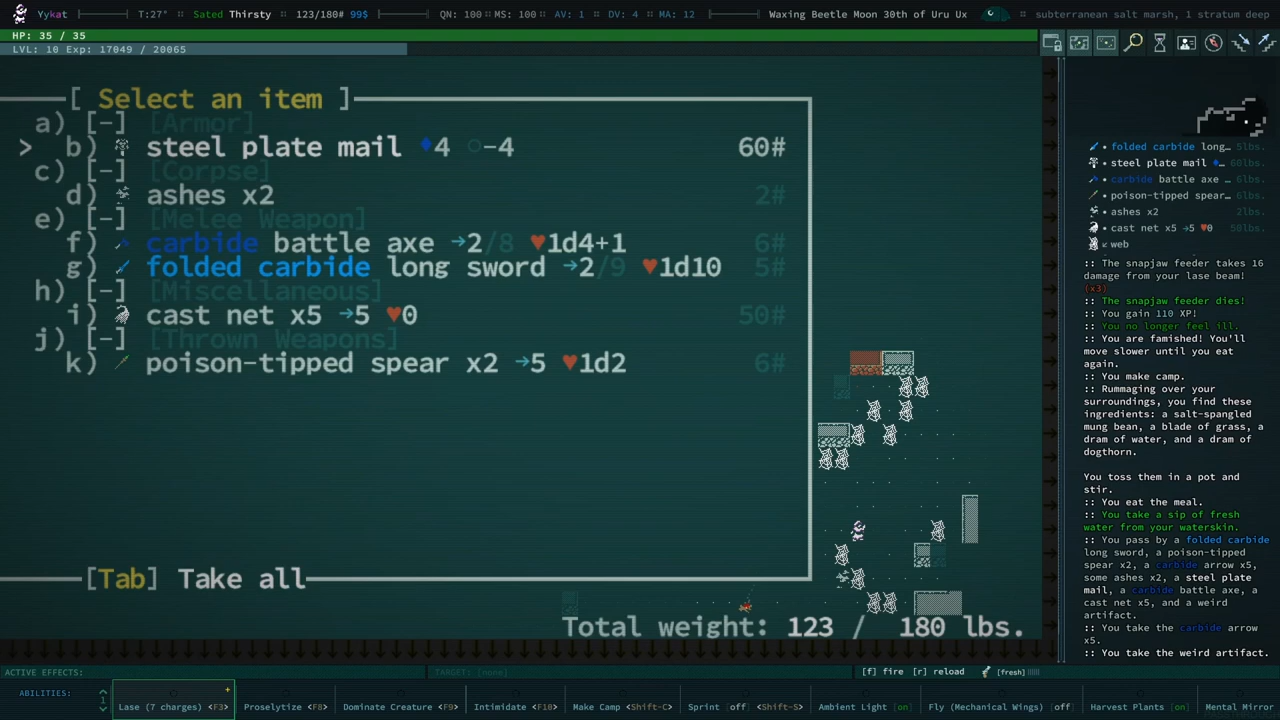 Yykat T:27° Sated Thirsty 123/180# 99$ QN: 100 MS: 100 AV: 1 DV: 4 MA: 12 Waxing Beetle Moon 30th of Uru Ux subterranean salt marsh, 1 stratum deep
HP: 35 / 35
LVL: 10 Exp: 17049 / 20065
[ Select an item ]
a) [-] [Armor]
> b) steel plate mail ♦4 ○-4 60#
c) [-] [Corpse]
d) ashes x2 2#
e) [-] [Melee Weapon]
f) carbide battle axe →2/8 ♥1d4+1 6#
g) folded carbide long sword →2/9 ♥1d10 5#
h) [-] [Miscellaneous]
i) cast net x5 →5 ♥0 50#
j) [-] [Thrown Weapons]
k) poison-tipped spear x2 →5 ♥1d2 6#
[Tab] Take all
Total weight: 123 / 180 lbs.
folded carbide long… 5lbs.
steel plate mail ♦… 60lbs.
carbide battle axe … 6lbs.
poison-tipped spear… 6lbs.
ashes x2 2lbs.
cast net x5 →5 ♥0 50lbs.
web
:: The snapjaw feeder takes 16
damage from your lase beam!
(x3)
:: The snapjaw feeder dies!
:: You gain 110 XP!
:: You no longer feel ill.
:: You are famished! You'll
move slower until you eat
again.
:: You make camp.
:: Rummaging over your
surroundings, you find these
ingredients: a salt-spangled
mung bean, a blade of grass, a
dram of water, and a dram of
dogthorn.
You toss them in a pot and
stir.
:: You eat the meal.
:: You take a sip of fresh
water from your waterskin.
:: You pass by a folded carbide
long sword, a poison-tipped
spear x2, a carbide arrow x5,
some ashes x2, a steel plate
mail, a carbide battle axe, a
cast net x5, and a weird
artifact.
:: You take the carbide arrow
x5.
:: You take the weird artifact.
ACTIVE EFFECTS: TARGET: [none] [f] fire [r] reload [fresh]
ABILITIES: 1 Lase (7 charges) <F3> Proselytize <F8> Dominate Creature <F9> Intimidate <F10> Make Camp <Shift-C> Sprint [off] <Shift-S> Ambient Light [on] Fly (Mechanical Wings) [off] Harvest Plants [on] Mental Mirror